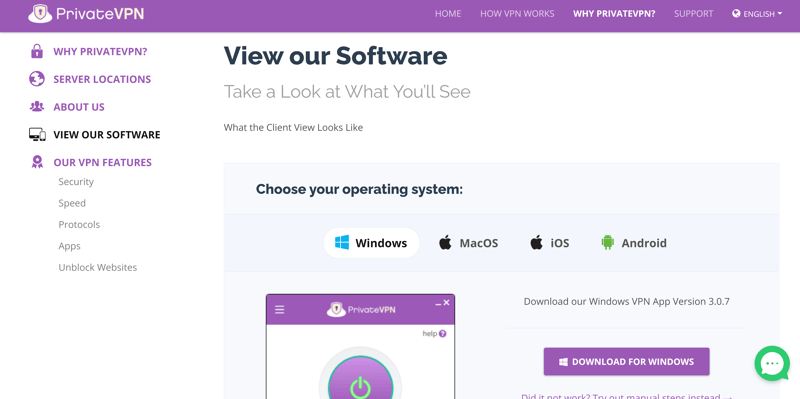 PrivateVPN
HOME HOW VPN WORKS WHY PRIVATEVPN? SUPPORT ENGLISH
WHY PRIVATEVPN?
SERVER LOCATIONS
ABOUT US
VIEW OUR SOFTWARE
OUR VPN FEATURES
Security
Speed
Protocols
Apps
Unblock Websites
View our Software
Take a Look at What You'll See
What the Client View Looks Like
Choose your operating system:
Windows MacOS iOS Android
PrivateVPN
help ?
Download our Windows VPN App Version 3.0.7
DOWNLOAD FOR WINDOWS
Did it not work? Try out manual steps instead →